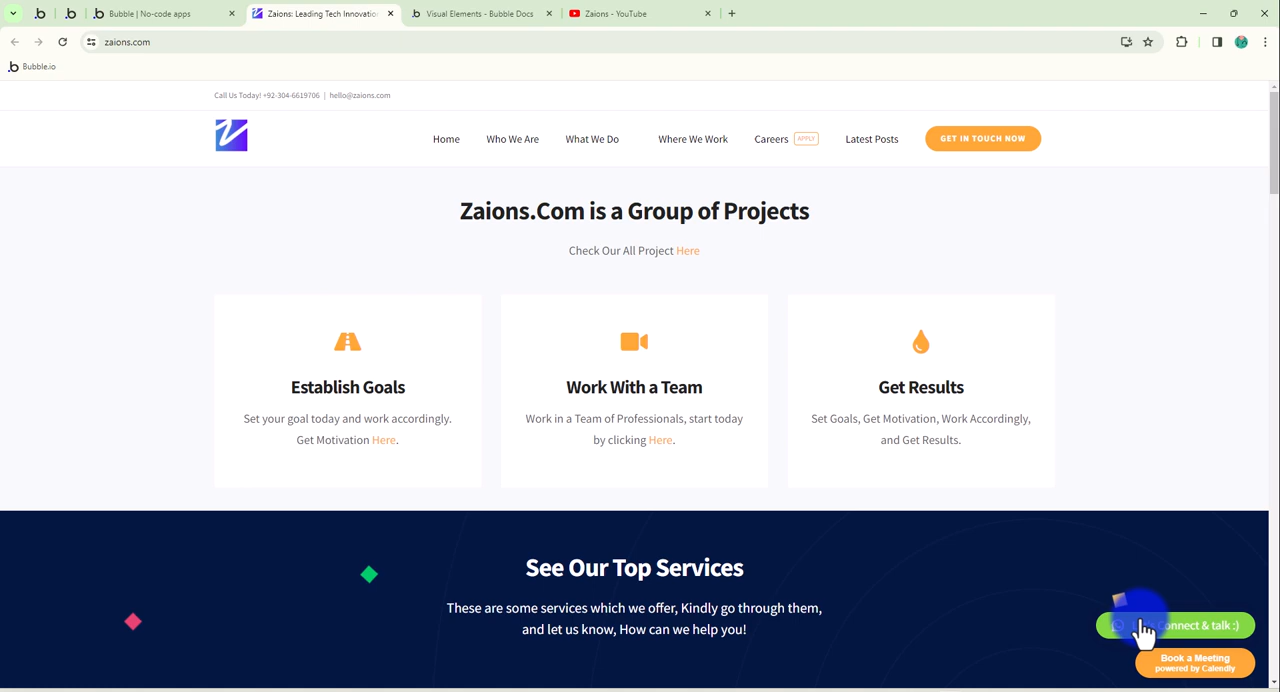 Bubble | No-code apps
Zaions: Leading Tech Innovatio
Visual Elements - Bubble Docs
Zaions - YouTube
zaions.com
Bubble.io
Call Us Today! +92-304-6619706 | hello@zaions.com
Home
Who We Are
What We Do
Where We Work
Careers
APPLY
Latest Posts
GET IN TOUCH NOW
Zaions.Com is a Group of Projects
Check Our All Project Here
Establish Goals
Set your goal today and work accordingly.
Get Motivation Here.
Work With a Team
Work in a Team of Professionals, start today
by clicking Here.
Get Results
Set Goals, Get Motivation, Work Accordingly,
and Get Results.
See Our Top Services
These are some services which we offer, Kindly go through them,
and let us know, How can we help you!
Connect & talk :)
Book a Meeting
powered by Calendly